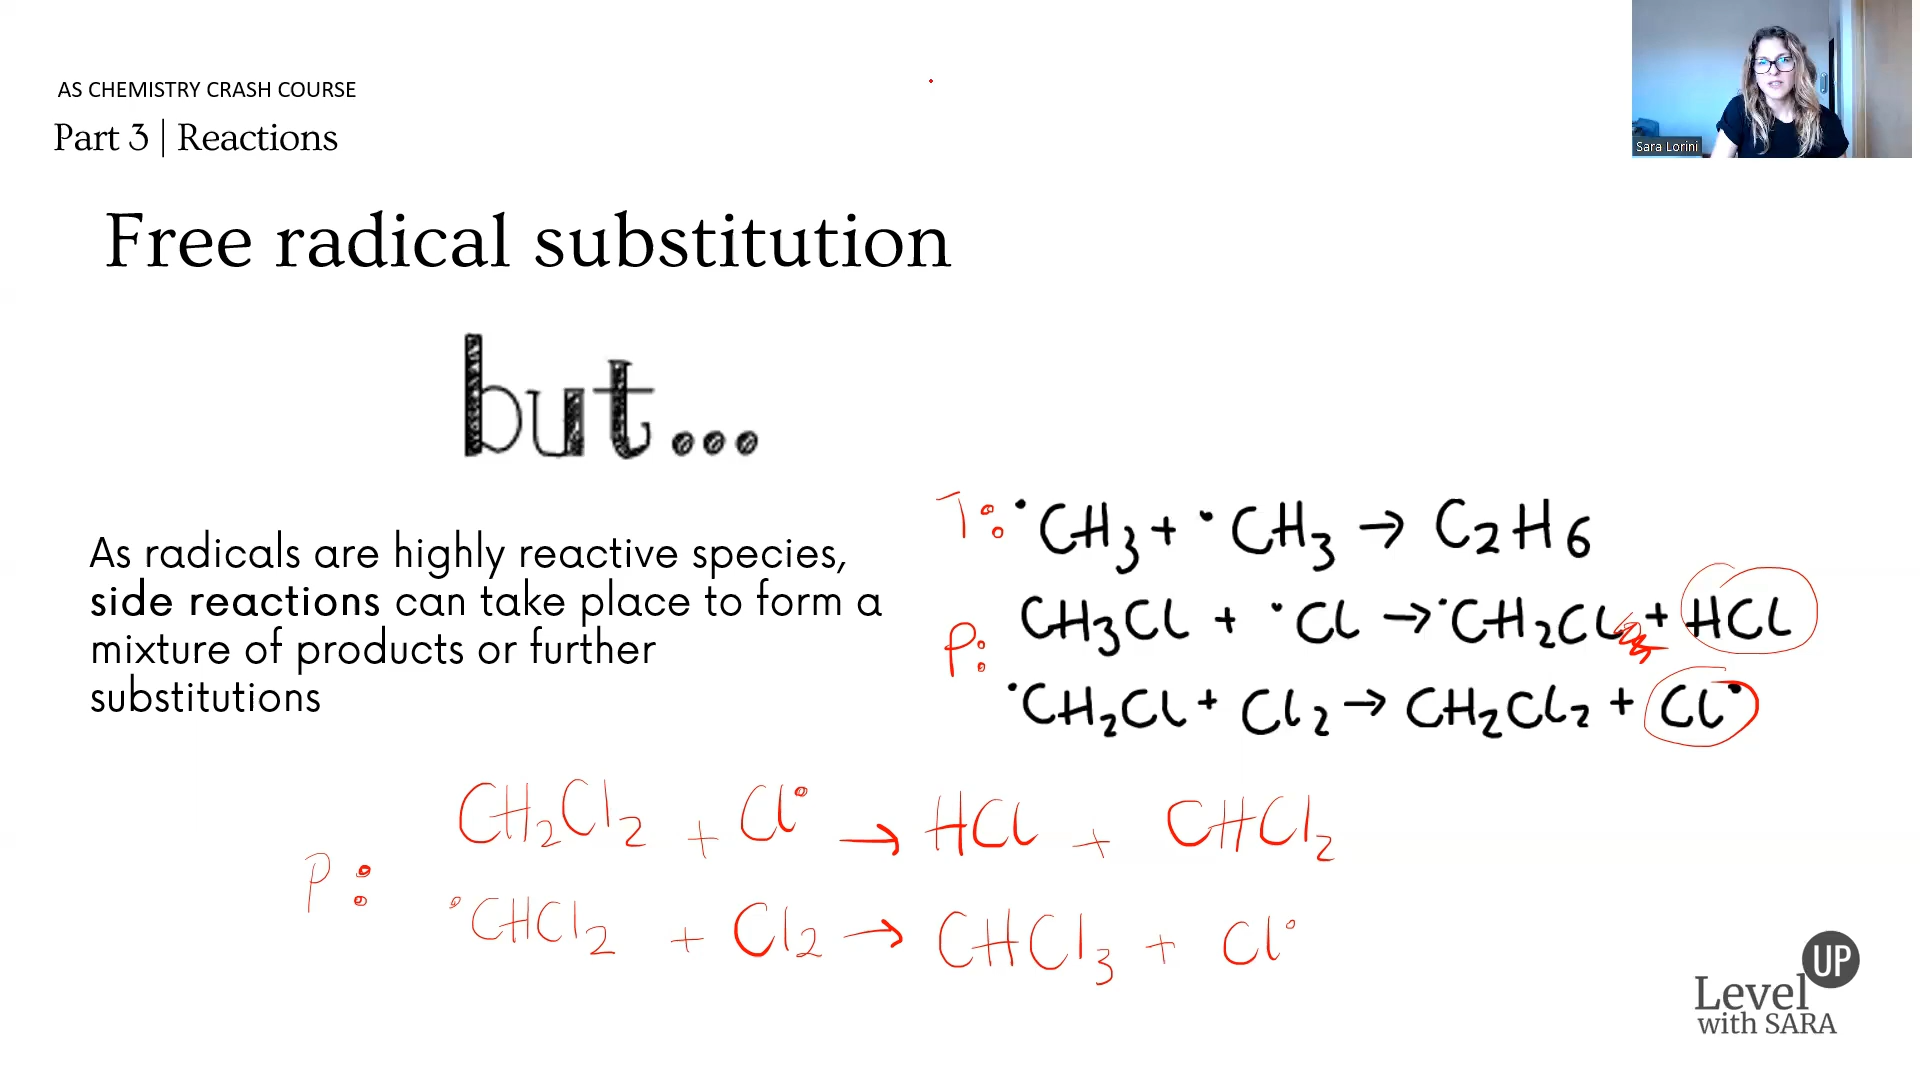 AS CHEMISTRY CRASH COURSE
Part 3 | Reactions
Sara Lorini
Free radical substitution
but...
As radicals are highly reactive species,
side reactions can take place to form a
mixture of products or further
substitutions
T: •CH₃ + •CH₃ → C₂H₆
P: CH₃Cl + •Cl → •CH₂Cl + HCl
•CH₂Cl + Cl₂ → CH₂Cl₂ + Cl•
P: CH₂Cl₂ + Cl• → HCl + CHCl₂
•CHCl₂ + Cl₂ → CHCl₃ + Cl•
Level UP
with SARA